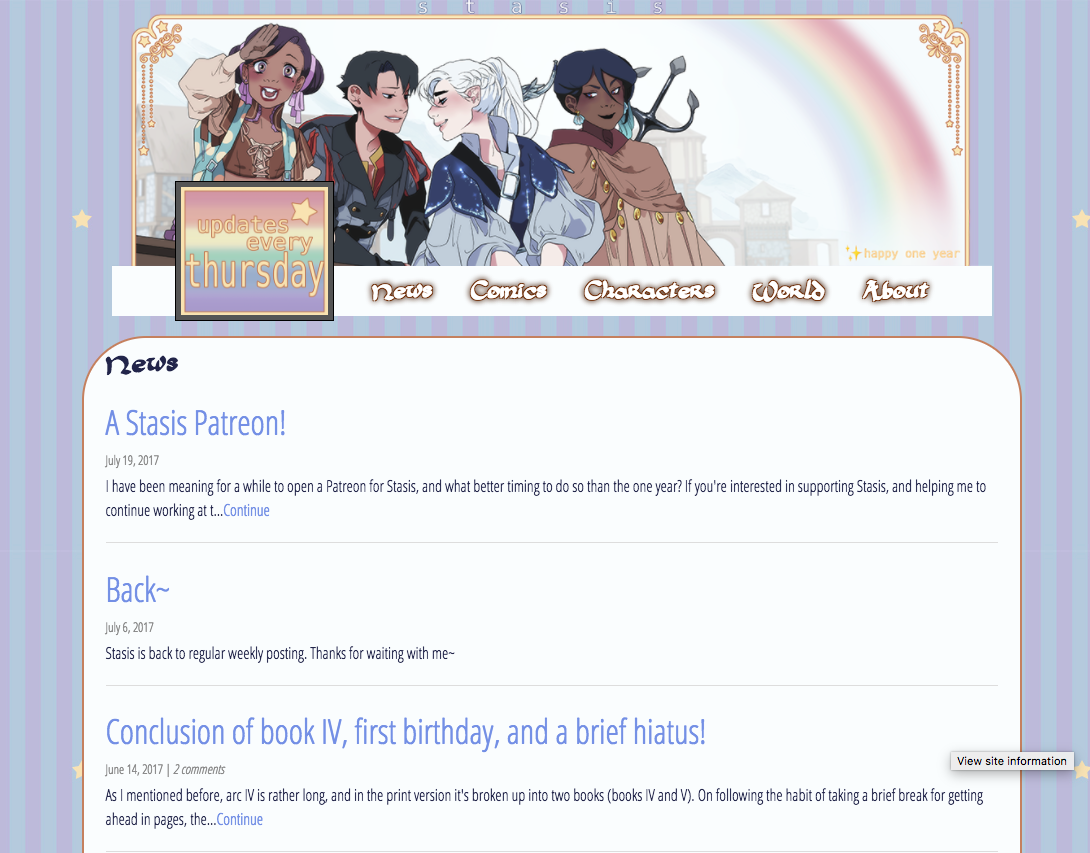 stasis
updates
every
thursday
✨happy one year
News
Comics
Characters
World
About
News
A Stasis Patreon!
July 19, 2017
I have been meaning for a while to open a Patreon for Stasis, and what better timing to do so than the one year? If you're interested in supporting Stasis, and helping me to
continue working at t...Continue
Back~
July 6, 2017
Stasis is back to regular weekly posting. Thanks for waiting with me~
Conclusion of book IV, first birthday, and a brief hiatus!
June 14, 2017 | 2 comments
View site information
As I mentioned before, arc IV is rather long, and in the print version it's broken up into two books (books IV and V). On following the habit of taking a brief break for getting
ahead in pages, the...Continue